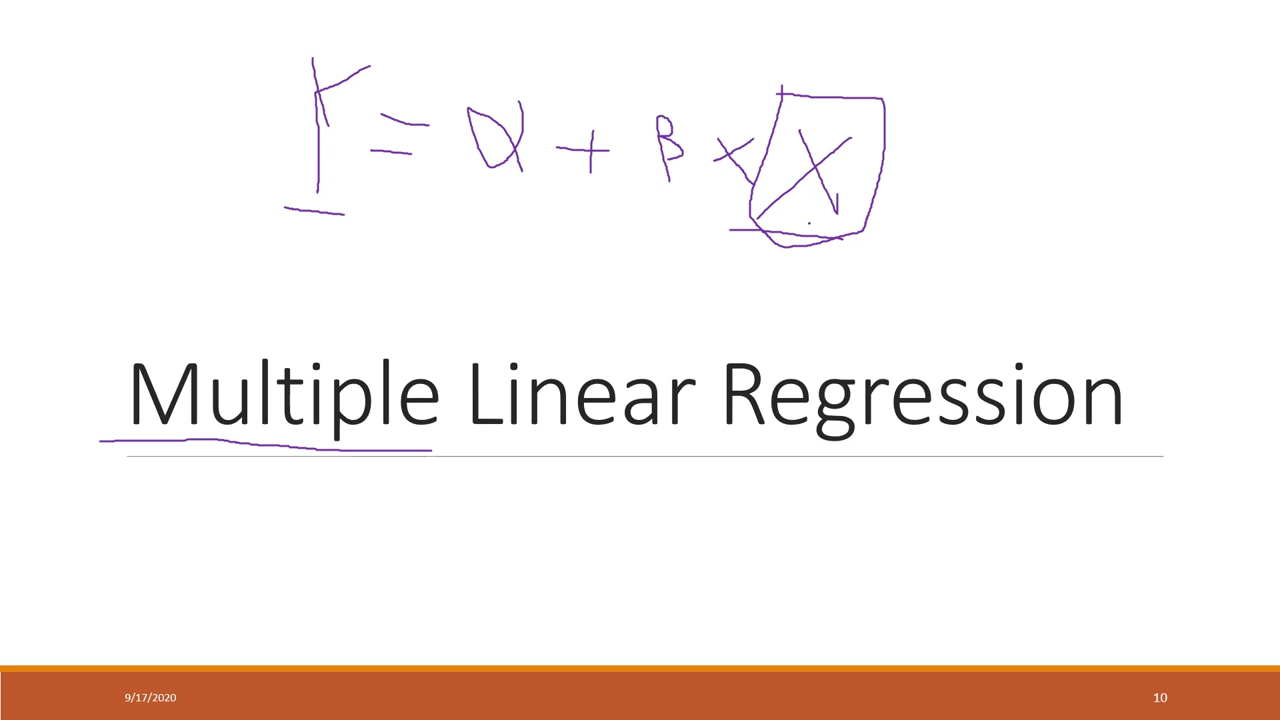 Y = α + β x X
Multiple Linear Regression
9/17/2020
10